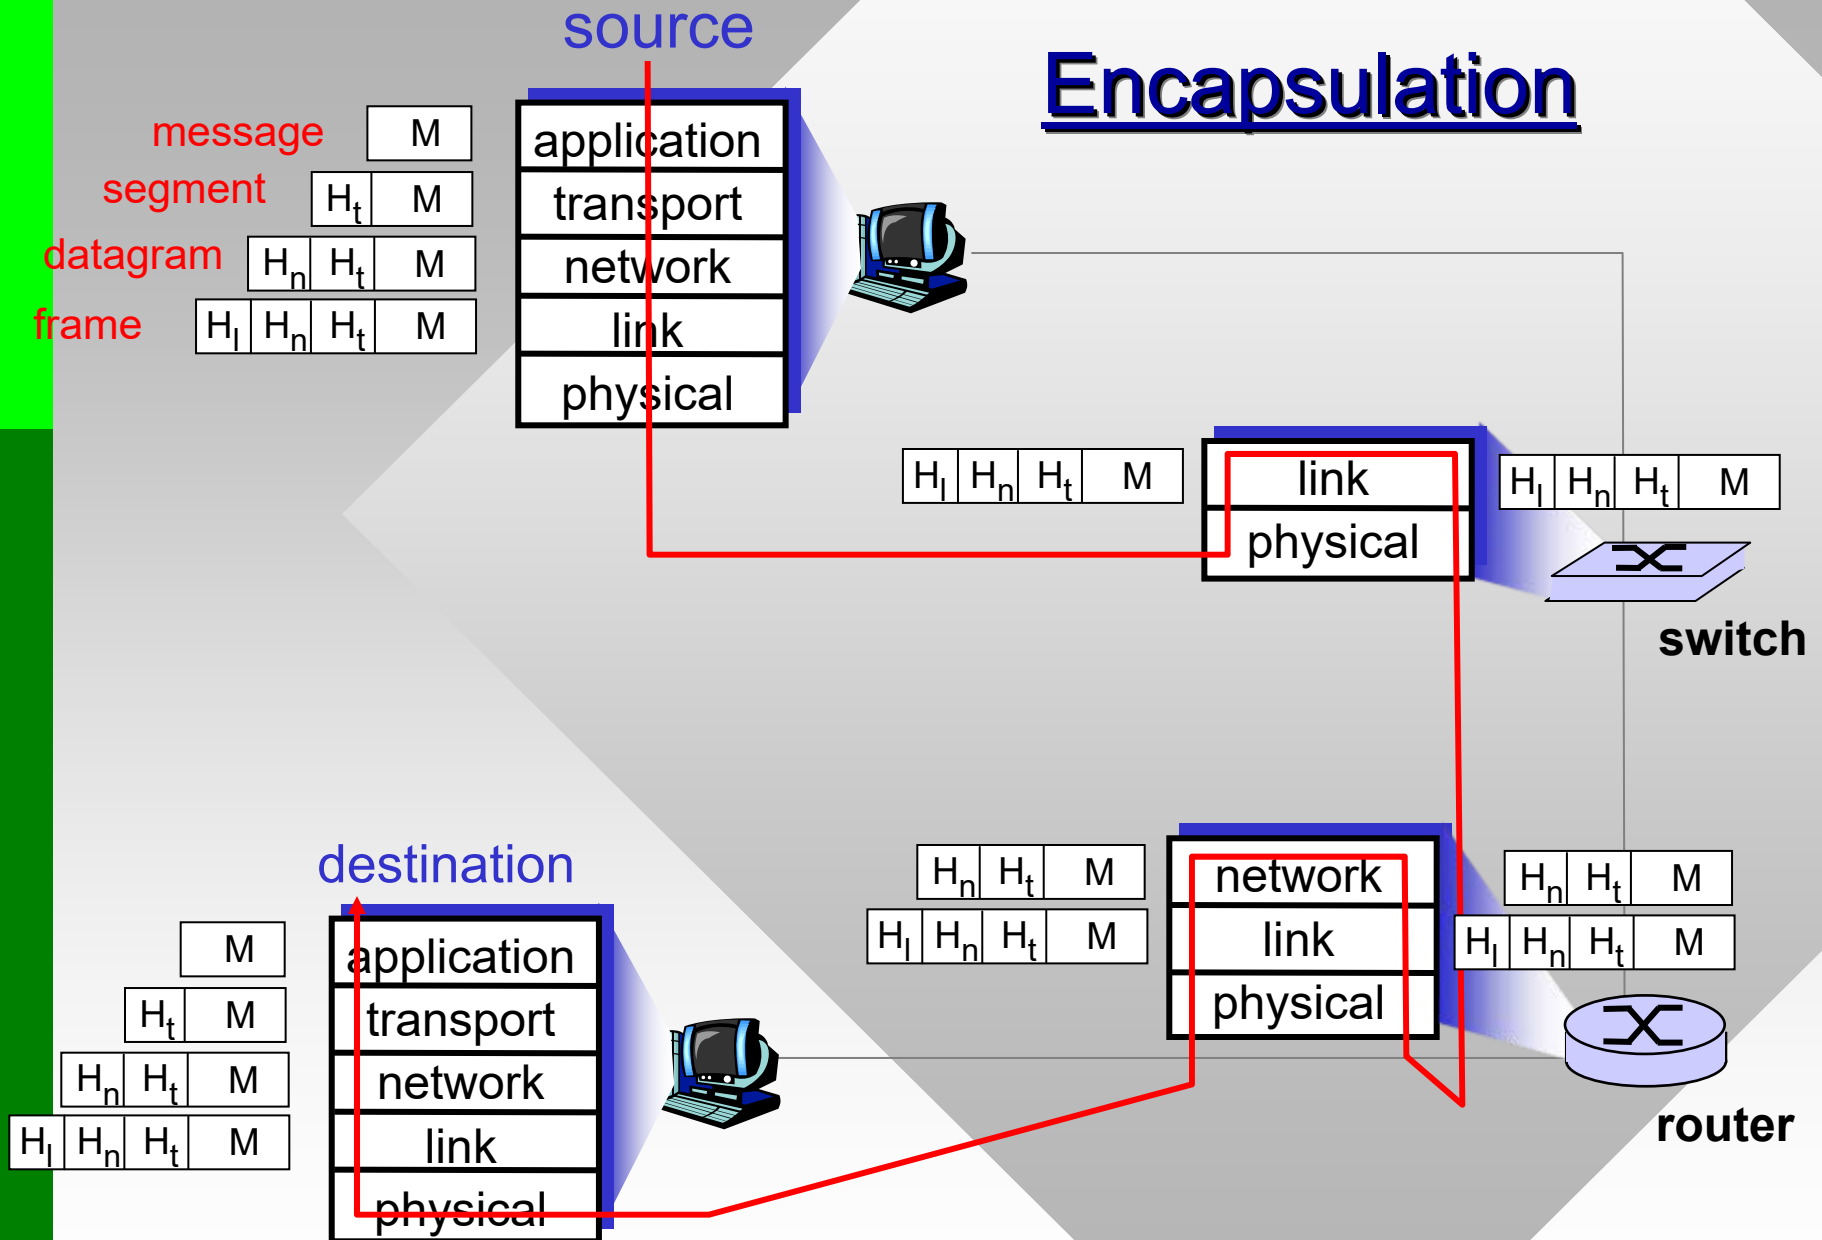 source
Encapsulation
message M application
segment Ht M transport
datagram Hn Ht M network
frame Hl Hn Ht M link
physical
Hl Hn Ht M link Hl Hn Ht M
physical
switch
destination
Hn Ht M network Hn Ht M
Hl Hn Ht M link Hl Hn Ht M
physical
router
M application
Ht M transport
Hn Ht M network
Hl Hn Ht M link
physical